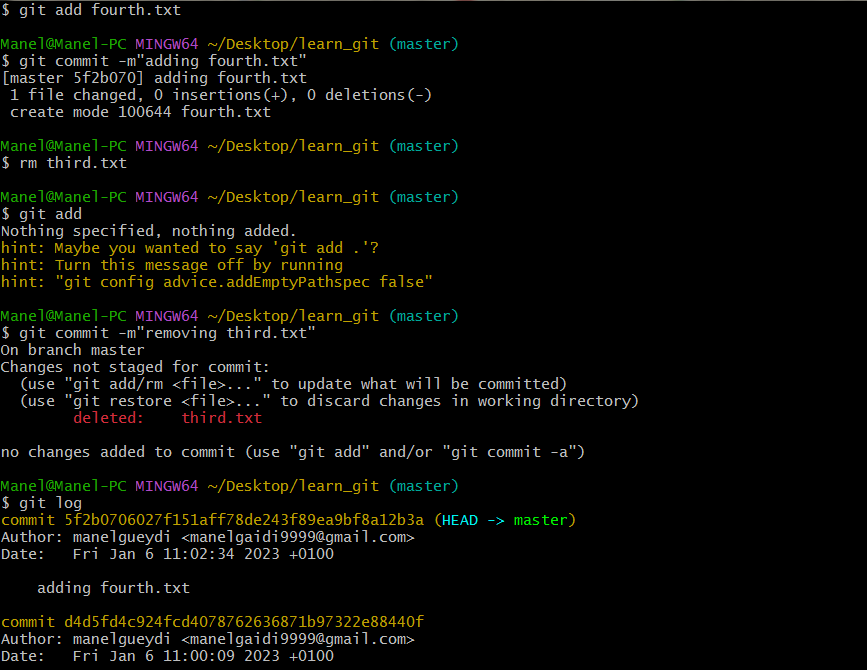 $ git add fourth.txt
Manel@Manel-PC MINGW64 ~/Desktop/learn_git (master)
$ git commit -m"adding fourth.txt"
[master 5f2b070] adding fourth.txt
 1 file changed, 0 insertions(+), 0 deletions(-)
 create mode 100644 fourth.txt
Manel@Manel-PC MINGW64 ~/Desktop/learn_git (master)
$ rm third.txt
Manel@Manel-PC MINGW64 ~/Desktop/learn_git (master)
$ git add
Nothing specified, nothing added.
hint: Maybe you wanted to say 'git add .'?
hint: Turn this message off by running
hint: "git config advice.addEmptyPathspec false"
Manel@Manel-PC MINGW64 ~/Desktop/learn_git (master)
$ git commit -m"removing third.txt"
On branch master
Changes not staged for commit:
  (use "git add/rm <file>..." to update what will be committed)
  (use "git restore <file>..." to discard changes in working directory)
        deleted:    third.txt
no changes added to commit (use "git add" and/or "git commit -a")
Manel@Manel-PC MINGW64 ~/Desktop/learn_git (master)
$ git log
commit 5f2b0706027f151aff78de243f89ea9bf8a12b3a (HEAD -> master)
Author: manelgueydi <manelgaidi9999@gmail.com>
Date:   Fri Jan 6 11:02:34 2023 +0100
    adding fourth.txt
commit d4d5fd4c924fcd4078762636871b97322e88440f
Author: manelgueydi <manelgaidi9999@gmail.com>
Date:   Fri Jan 6 11:00:09 2023 +0100